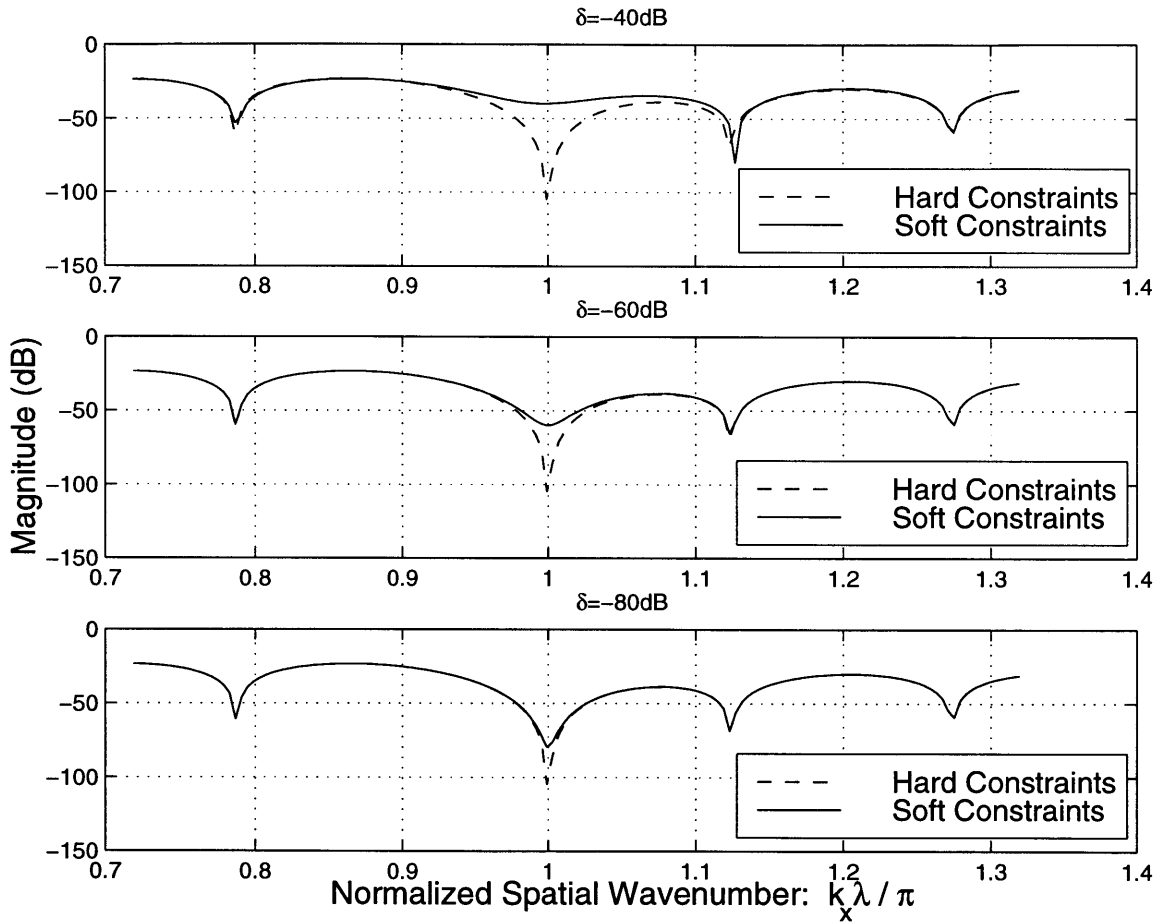 δ=−40dB
0
−50
−100
−150
0.7 0.8 0.9 1 1.1 1.2 1.3 1.4
Hard Constraints
Soft Constraints
δ=−60dB
0
−50
−100
−150
0.7 0.8 0.9 1 1.1 1.2 1.3 1.4
Hard Constraints
Soft Constraints
Magnitude (dB)
δ=−80dB
0
−50
−100
−150
0.7 0.8 0.9 1 1.1 1.2 1.3 1.4
Hard Constraints
Soft Constraints
Normalized Spatial Wavenumber: kₓλ / π